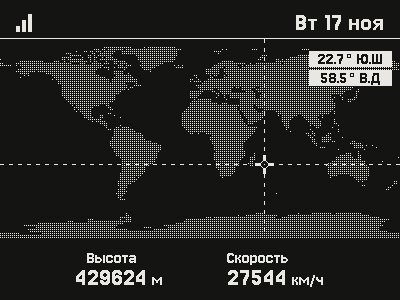 Вт 17 ноя
22.7° Ю.Ш
58.5° В.Д
Высота
429624 м
Скорость
27544 км/ч